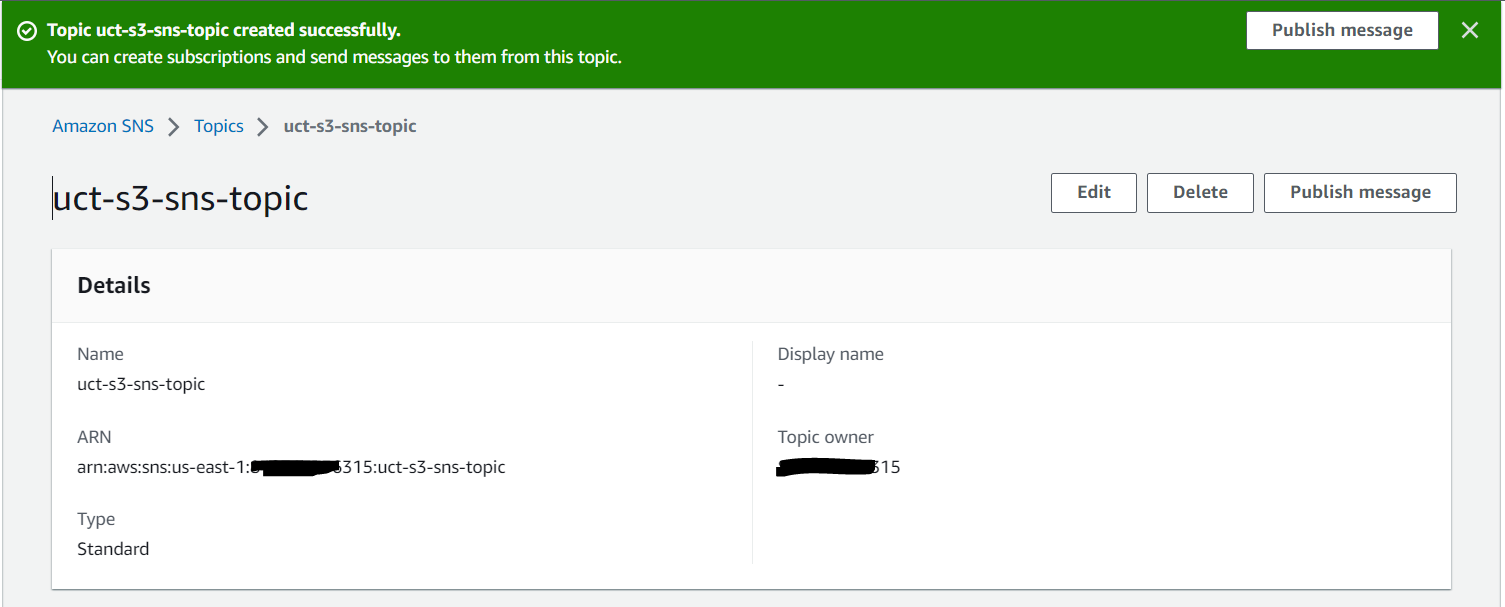 Topic uct-s3-sns-topic created successfully.
You can create subscriptions and send messages to them from this topic.
Publish message
Amazon SNS > Topics > uct-s3-sns-topic
uct-s3-sns-topic
Edit
Delete
Publish message
Details
Name
uct-s3-sns-topic
Display name
-
ARN
arn:aws:sns:us-east-1: 315:uct-s3-sns-topic
Topic owner
315
Type
Standard